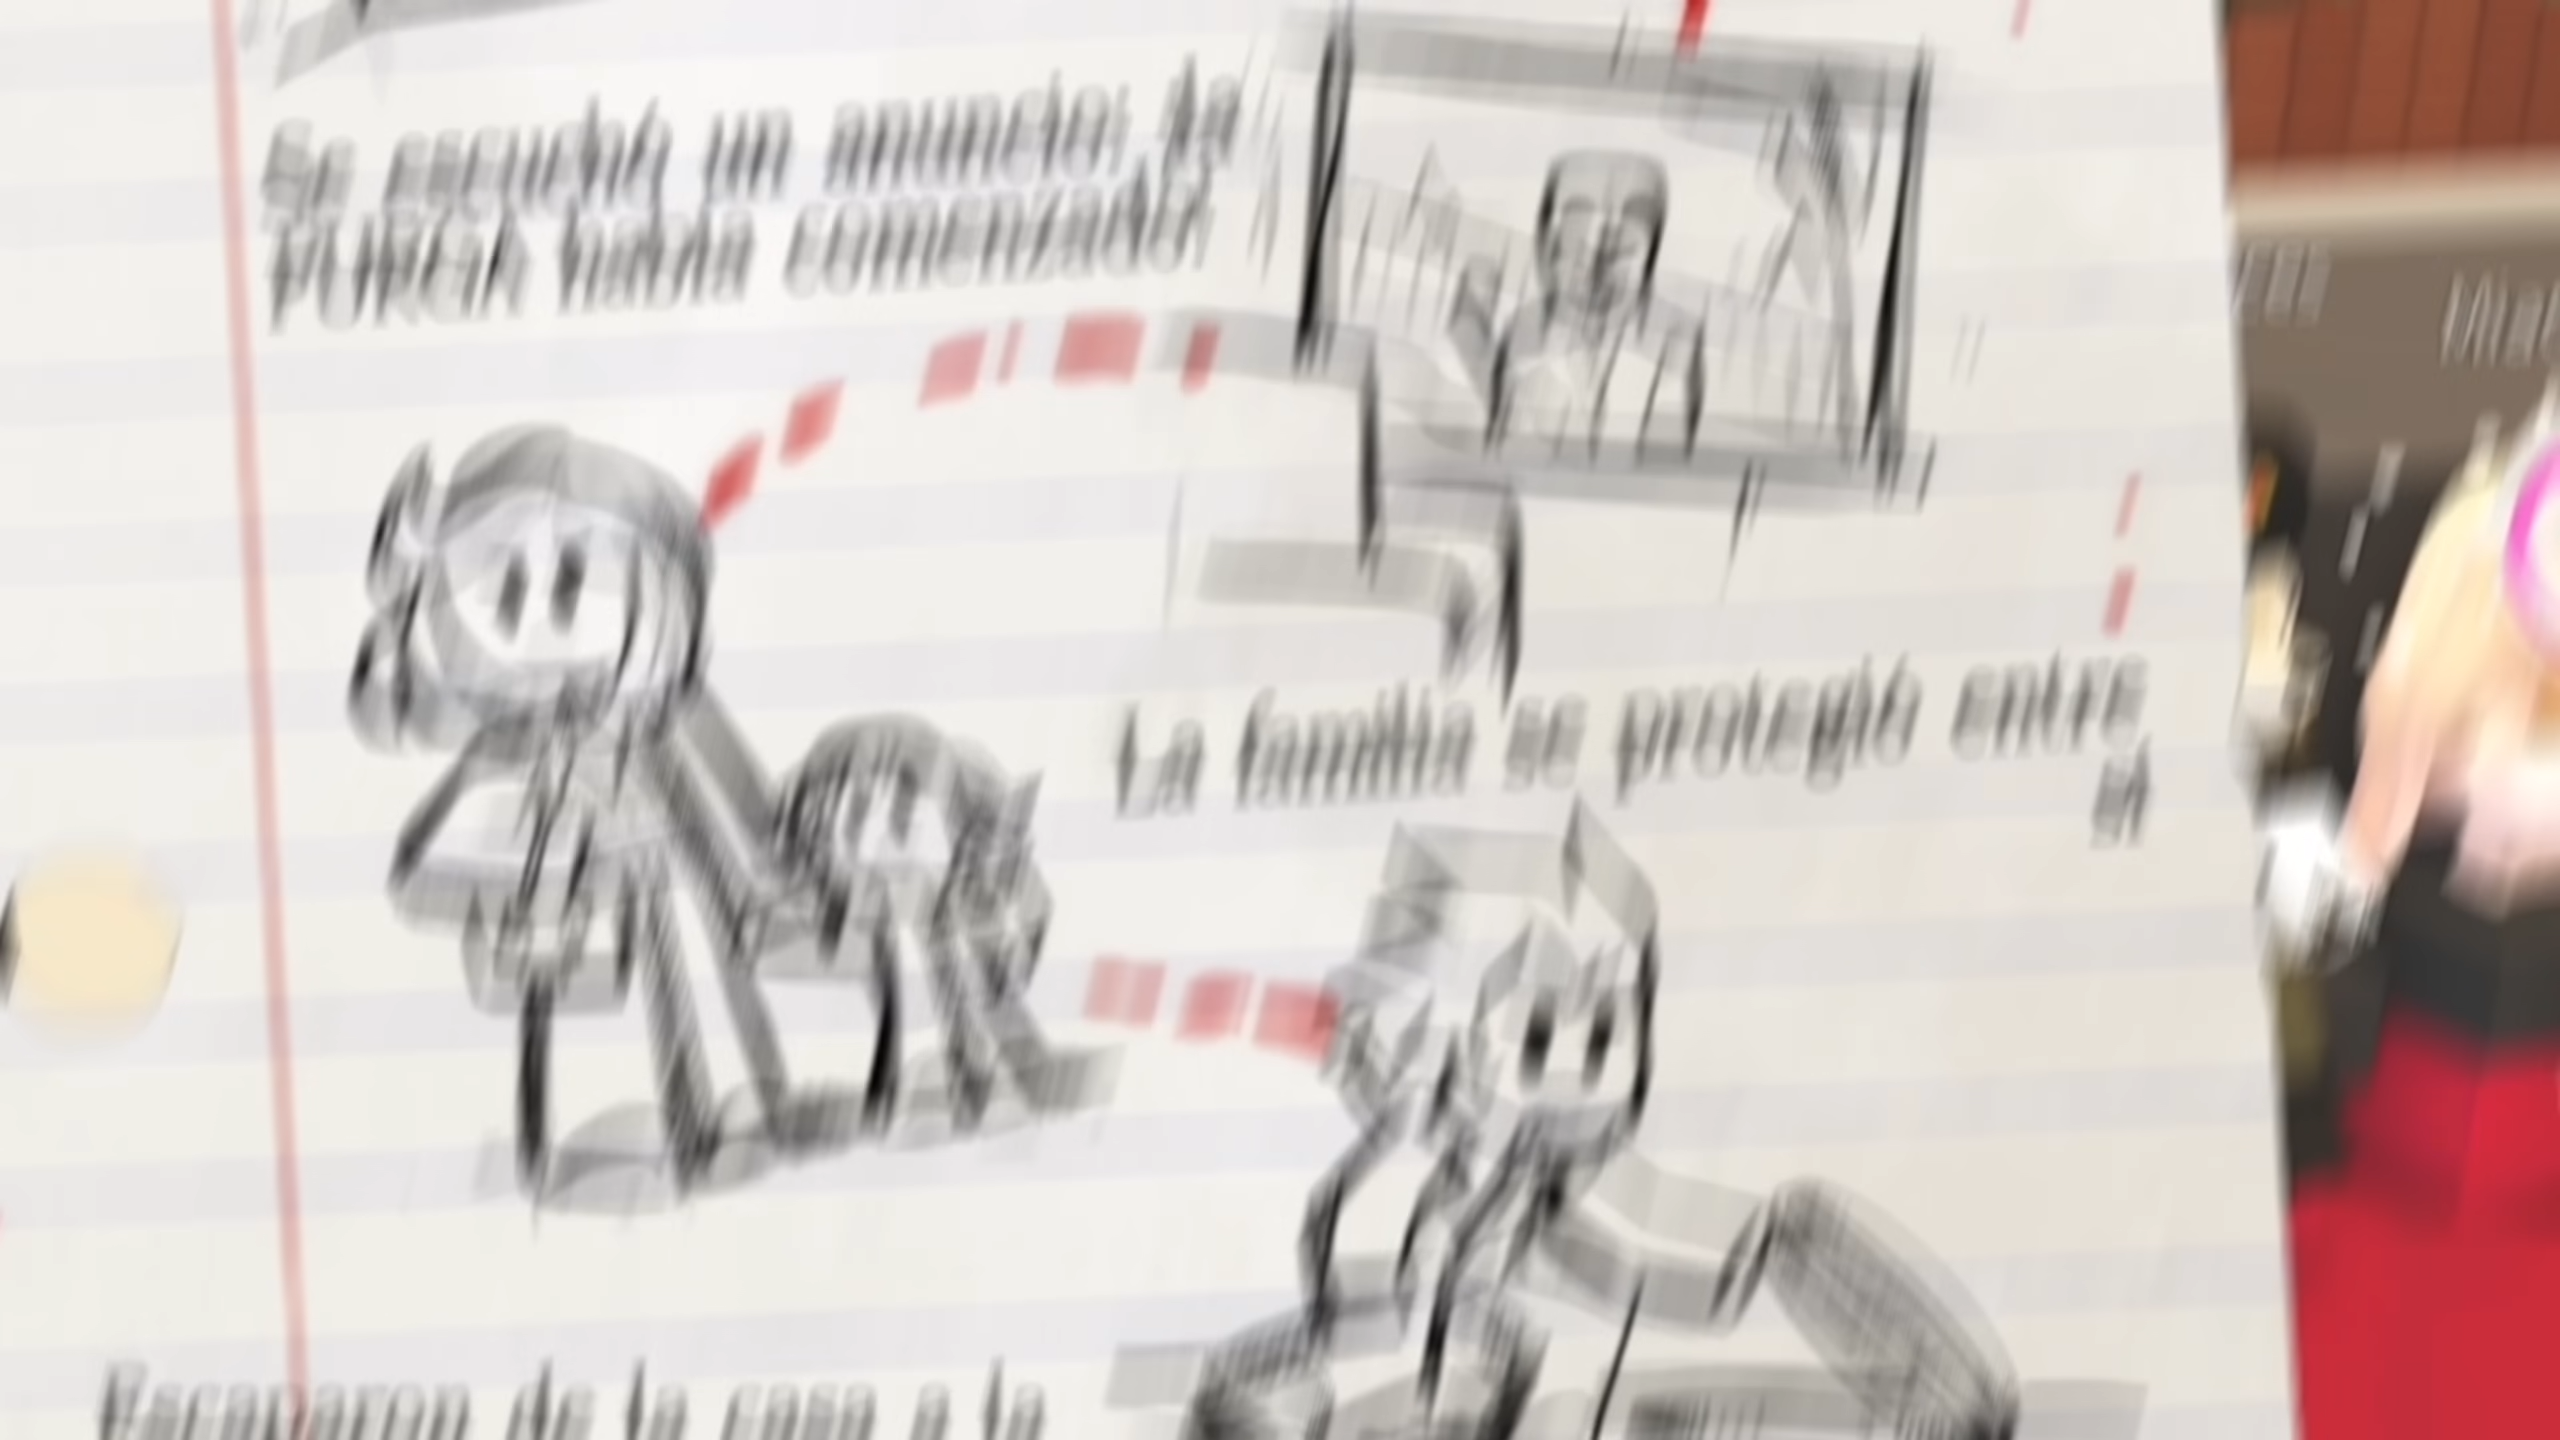 Se escuchó un anuncio, la
PURGA había comenzado.
La familia se protegió entre
sí
Escaparon de la casa a la